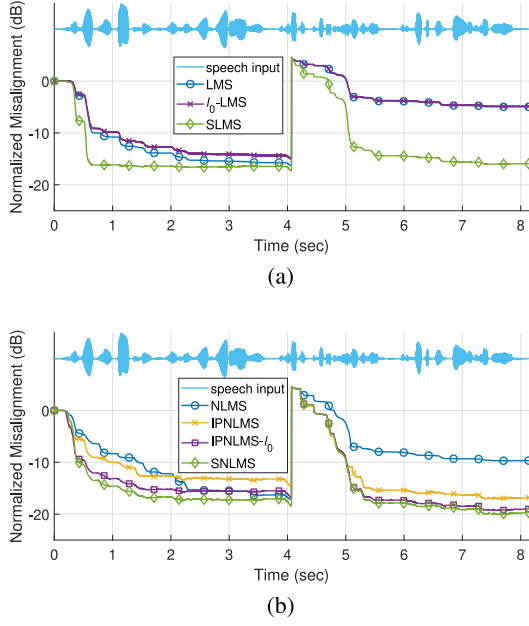 Normalized Misalignment (dB)
0
-10
-20
speech input
LMS
l0-LMS
SLMS
0 1 2 3 4 5 6 7 8
Time (sec)
(a)
Normalized Misalignment (dB)
0
-10
-20
speech input
NLMS
IPNLMS
IPNLMS-l0
SNLMS
0 1 2 3 4 5 6 7 8
Time (sec)
(b)